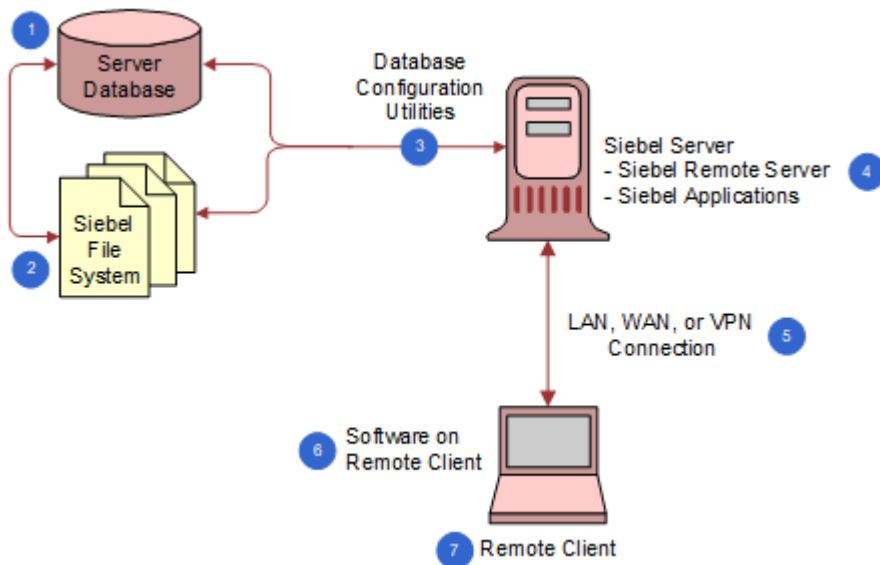 1
Server
Database
2
Siebel
File
System
Database
Configuration
Utilities
3
Siebel Server
- Siebel Remote Server
- Siebel Applications
4
LAN, WAN, or VPN
Connection
5
6
Software on
Remote Client
7
Remote Client